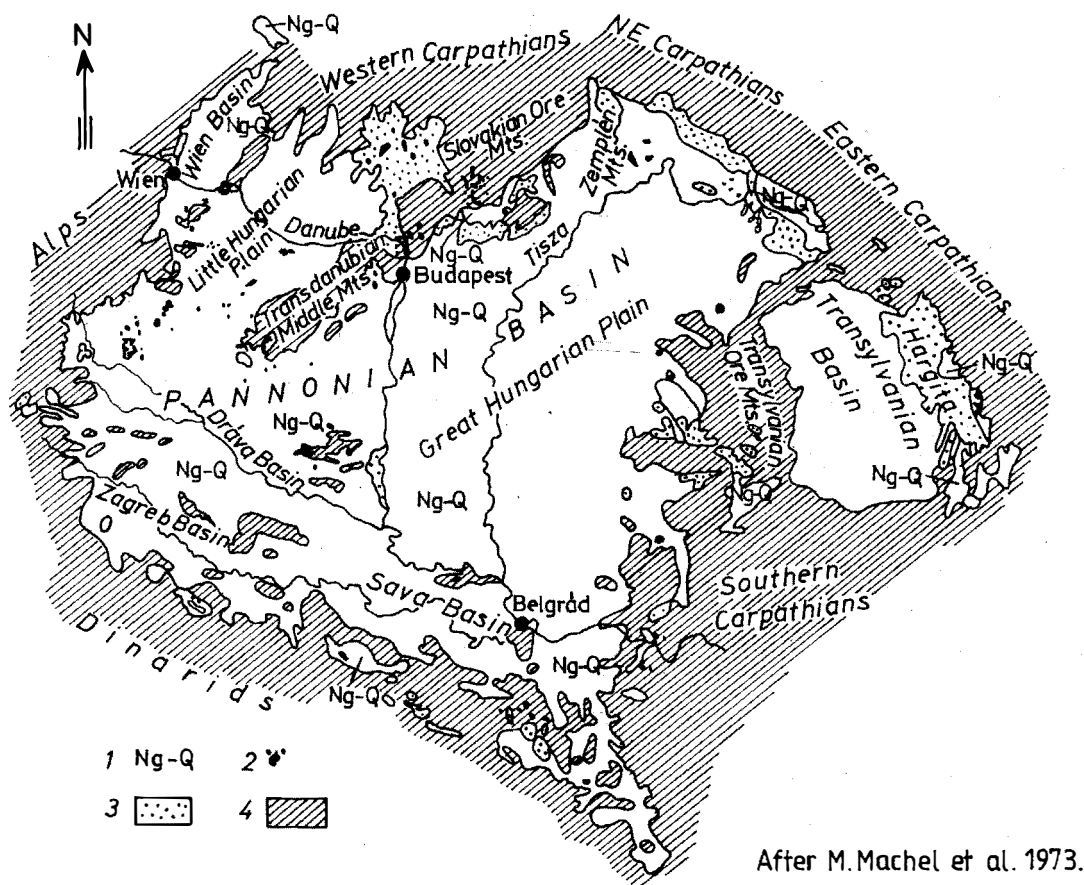 N
Ng-Q
Western Carpathians
NE Carpathians
Eastern Carpathians
Wien Basin
Ng-Q
Wien
Slovakian Ore
Mts.
Zemplén
Mts.
Ng-Q
Alps
Little Hungarian
Plain
Danube
Transdanubian
Middle Mts.
Ng-Q
Budapest
Ng-Q
Tisza
PANNONIAN BASIN
Great Hungarian Plain
Transylvanian
Ore Mts.
Transylvanian
Basin
Hargita
Ng-Q
Ng-Q
Ng-Q
Dráva Basin
Ng-Q
Ng-Q
Ng-Q
Zagreb Basin
Sava Basin
Belgrád
Southern
Carpathians
Ng-Q
Dinarids
Ng-Q
1 Ng-Q 2
3 4
After M. Machel et al. 1973.